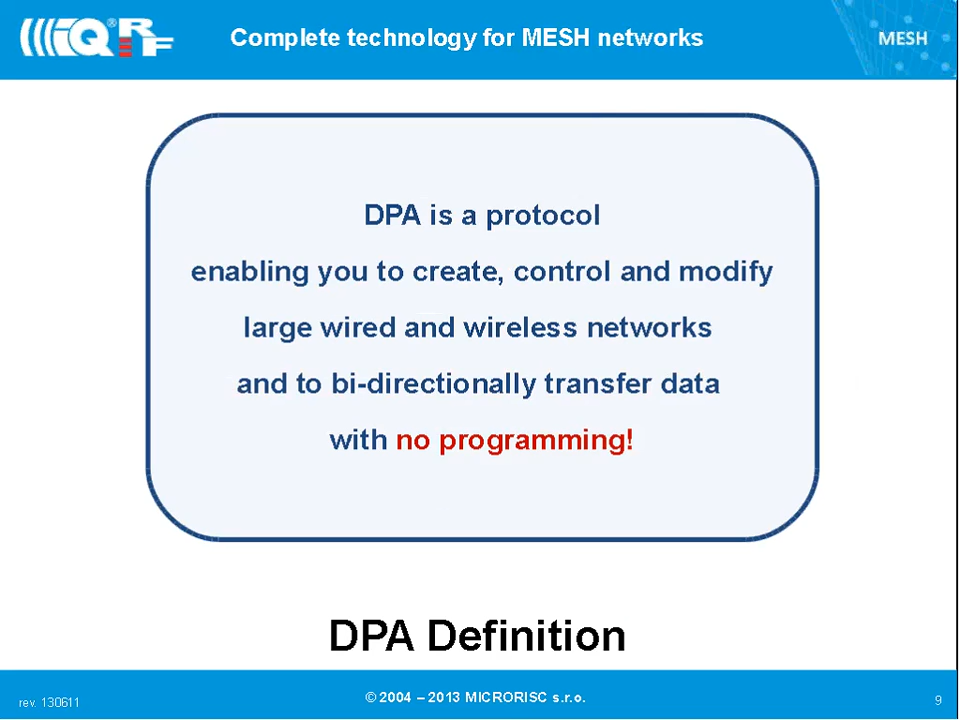 IQRF®
Complete technology for MESH networks
MESH
DPA is a protocol
enabling you to create, control and modify
large wired and wireless networks
and to bi-directionally transfer data
with no programming!
DPA Definition
rev. 130611
© 2004 – 2013 MICRORISC s.r.o.
9